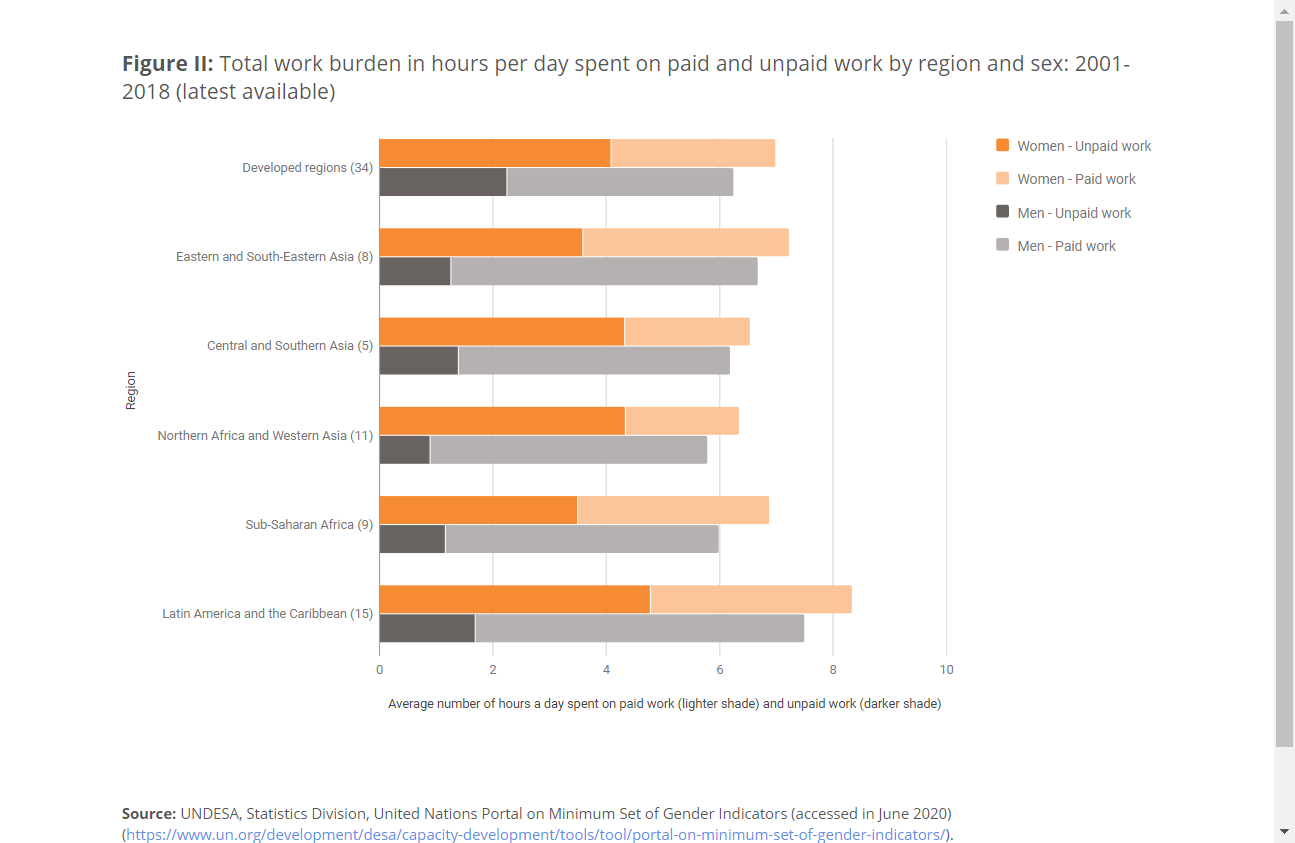 Figure II: Total work burden in hours per day spent on paid and unpaid work by region and sex: 2001-
2018 (latest available)
Women - Unpaid work
Women - Paid work
Men - Unpaid work
Men - Paid work
Region
Developed regions (34)
Eastern and South-Eastern Asia (8)
Central and Southern Asia (5)
Northern Africa and Western Asia (11)
Sub-Saharan Africa (9)
Latin America and the Caribbean (15)
0 2 4 6 8 10
Average number of hours a day spent on paid work (lighter shade) and unpaid work (darker shade)
Source: UNDESA, Statistics Division, United Nations Portal on Minimum Set of Gender Indicators (accessed in June 2020)
(https://www.un.org/development/desa/capacity-development/tools/tool/portal-on-minimum-set-of-gender-indicators/).